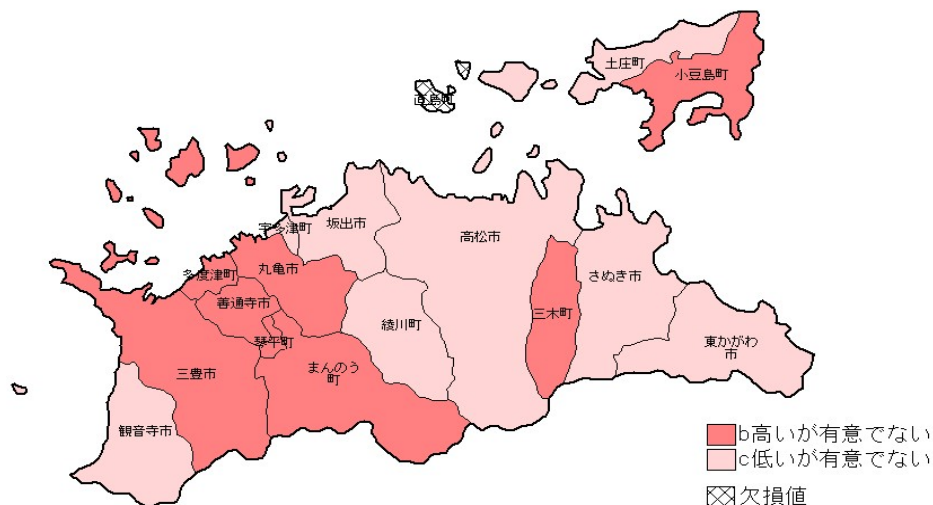 土庄町
小豆島町
直島町
宇多津町
坂出市
高松市
多度津町
丸亀市
さぬき市
善通寺市
綾川町
三木町
琴平町
東かがわ
市
三豊市
まんのう
町
観音寺市
b高いが有意でない
c低いが有意でない
欠損値